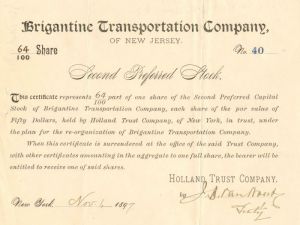 Brigantine Transportation Company,
OF NEW JERSEY.
64/100 Share
No. 40
Second Preferred Stock.
This certificate represents 64/100 part of one share of the Second Preferred Capital
Stock of Brigantine Transportation Company, each share of the par value of
Fifty Dollars, held by Holland Trust Company, of New York, in trust, under
the plan for the re-organization of Brigantine Transportation Company.
When this certificate is surrendered at the office of the said Trust Company,
with other certificates amounting in the aggregate to one full share, the bearer will be
entitled to receive one of said shares.
HOLLAND TRUST COMPANY.
by
New York. Nov. 189
Secty